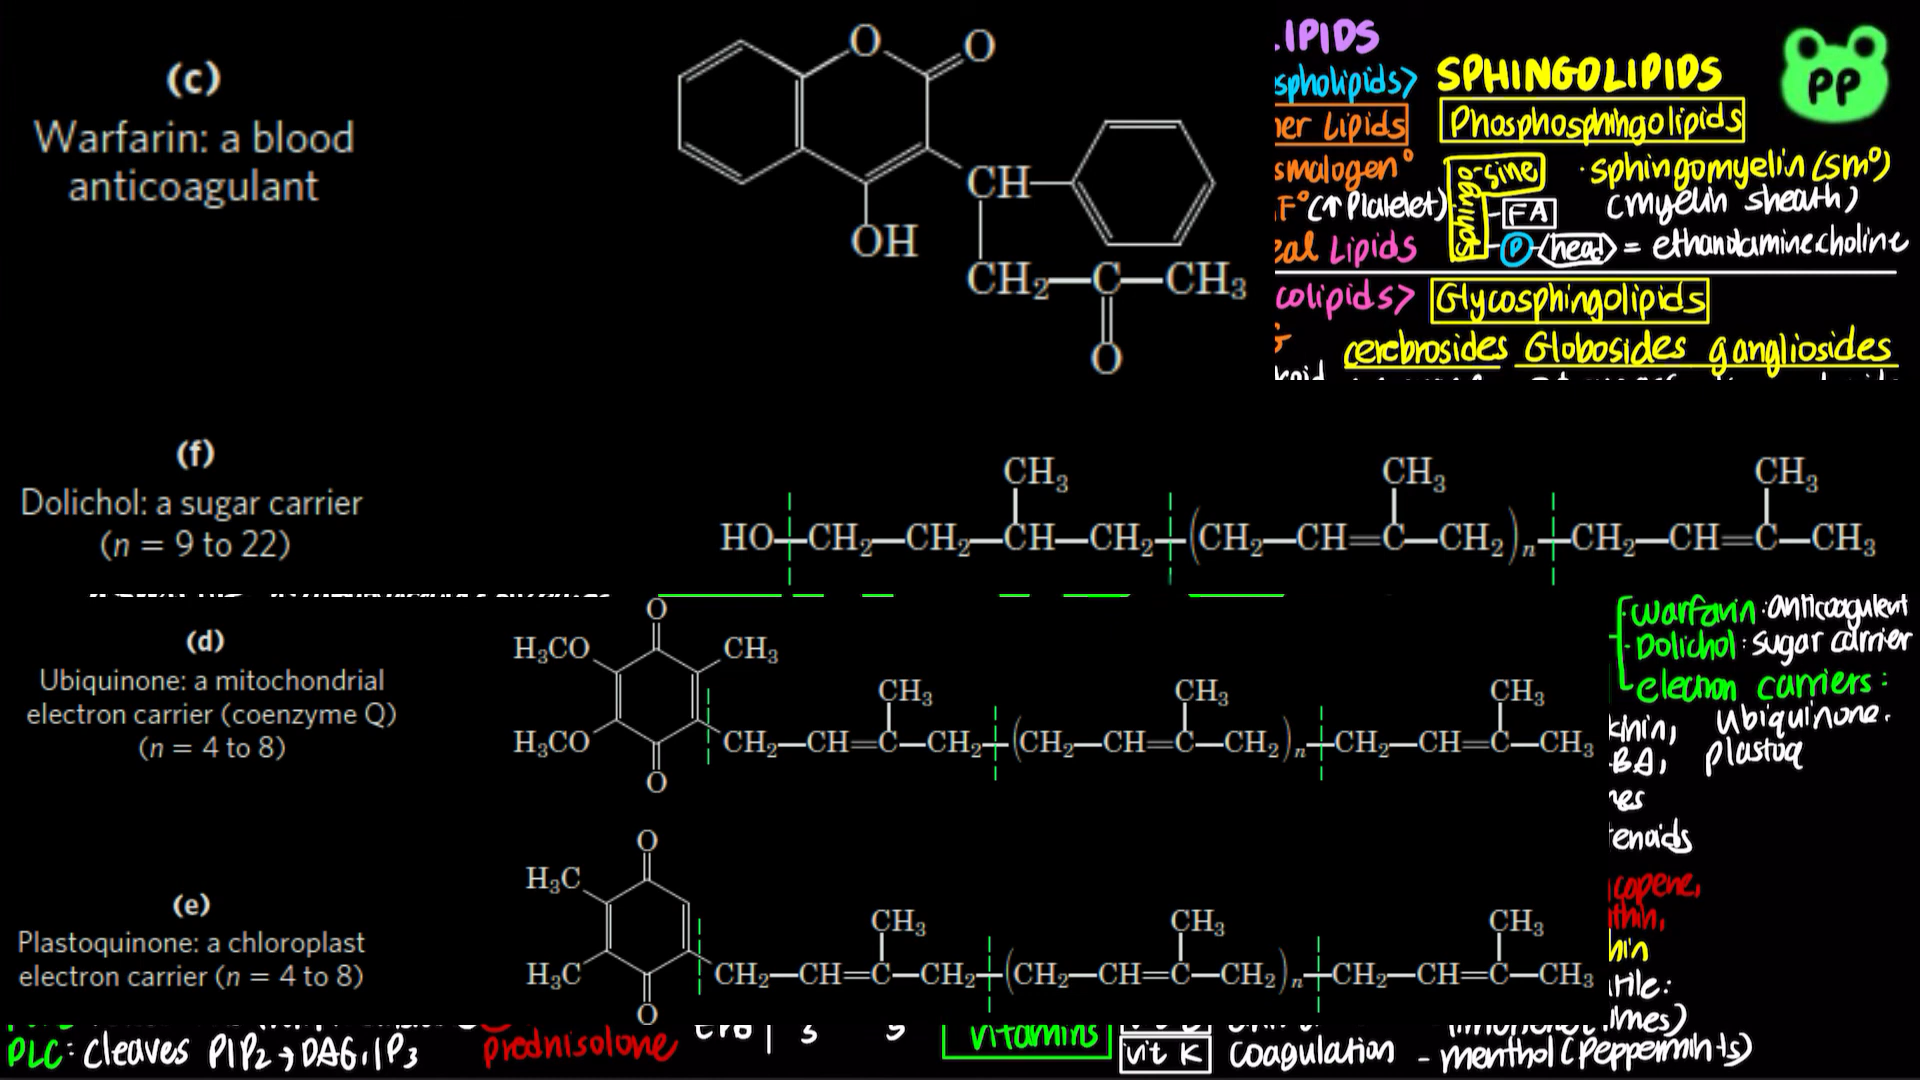 (c)
Warfarin: a blood
anticoagulant
O
O
CH
OH
CH2—C—CH3
O
.IPIDS
spholipids>
SPHINGOLIPIDS
PP
Lipids
Phosphosphingolipids
smalogen°
sphingo-sine
·sphingomyelin (sm°)
F° (↑ Platelet)
FA
(myelin sheath)
Lipids
P
<head> = ethanolamine choline
colipids>
Glycosphingolipids
cerebrosides Globosides gangliosides
(f)
Dolichol: a sugar carrier
(n = 9 to 22)
CH3
CH3
CH3
HO—CH2—CH2—CH—CH2—(CH2—CH=C—CH2)n—CH2—CH=C—CH3
(d)
Ubiquinone: a mitochondrial
electron carrier (coenzyme Q)
(n = 4 to 8)
O
H3CO
CH3
CH3
CH3
CH3
H3CO
CH2—CH=C—CH2—(CH2—CH=C—CH2)n—CH2—CH=C—CH3
O
warfarin: anticoagulent
· Dolichol: sugar carrier
electron carriers:
Ubiquinone.
BA,
plastoq
(e)
Plastoquinone: a chloroplast
electron carrier (n = 4 to 8)
O
H3C
CH3
CH3
CH3
H3C
CH2—CH=C—CH2—(CH2—CH=C—CH2)n—CH2—CH=C—CH3
O
PLC: cleaves PIP2→DAG, IP3
prednisolone
vitamins
vit K
coagulation
- menthol (peppermints)